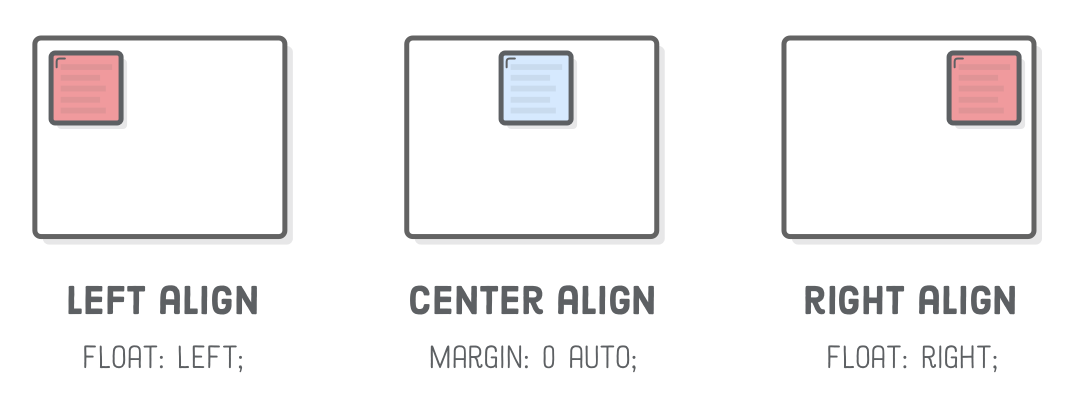 LEFT ALIGN
FLOAT: LEFT;
CENTER ALIGN
MARGIN: 0 AUTO;
RIGHT ALIGN
FLOAT: RIGHT;